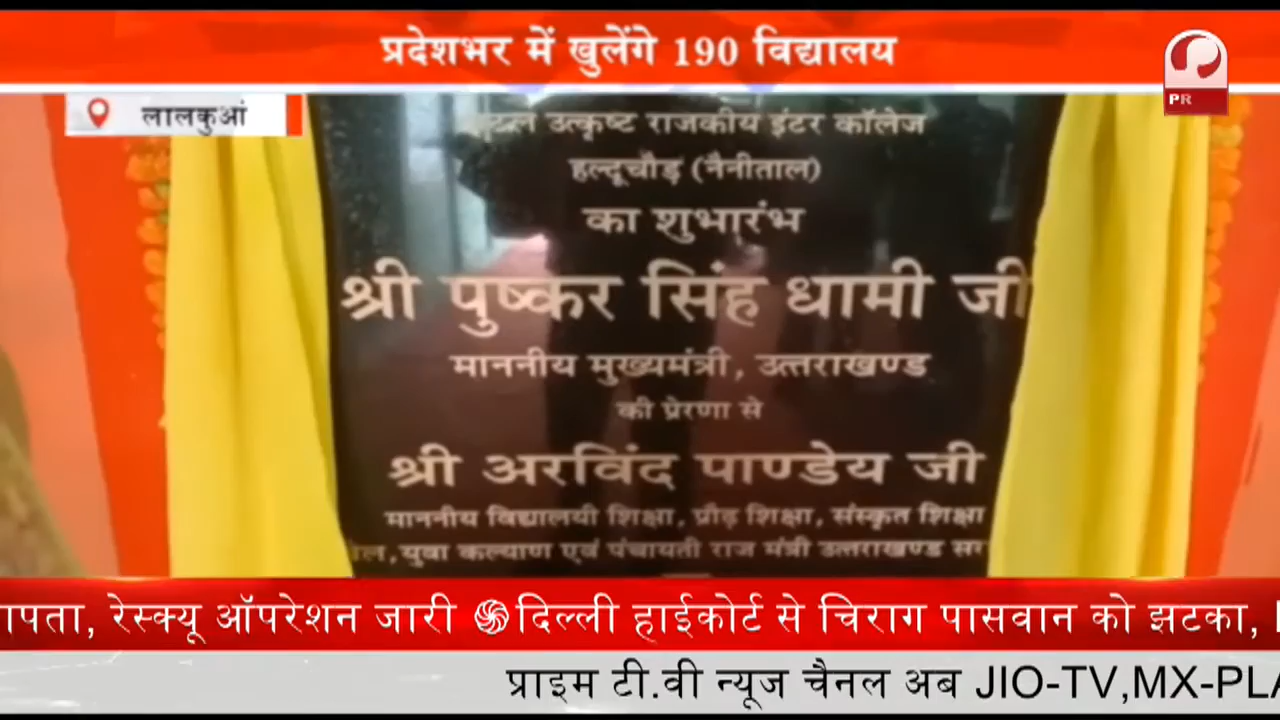 प्रदेशभर में खुलेंगे 190 विद्यालय
PR
लालकुआं
उत्कृष्ट राजकीय इंटर कॉलेज
हल्दूचौड़ (नैनीताल)
का शुभारंभ
श्री पुष्कर सिंह धामी जी
माननीय मुख्यमंत्री, उत्तराखण्ड
की प्रेरणा से
श्री अरविंद पाण्डेय जी
माननीय विद्यालयी शिक्षा, प्रौढ़ शिक्षा, संस्कृत शिक्षा
युवा कल्याण एवं पंचायती राज मंत्री उत्तराखण्ड
रेस्क्यू ऑपरेशन जारी दिल्ली हाईकोर्ट से चिराग पासवान को झटका,
प्राइम टी.वी न्यूज चैनल अब JIO-TV,MX-PLA